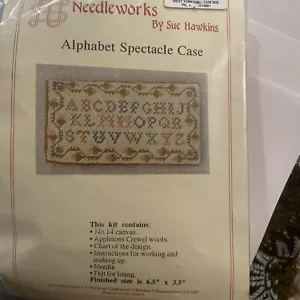 Needleworks
By Sue Hawkins
Alphabet Spectacle Case
ABCDEFGHIJ
KLMNOPQR
STUVWXYZ
This kit contains:
• No.14 canvas.
• Appletons Crewel wools.
• Chart of the design.
• Instructions for working and
making up.
• Needle.
• Felt for lining.
Finished size is 6.5" x 3.5"